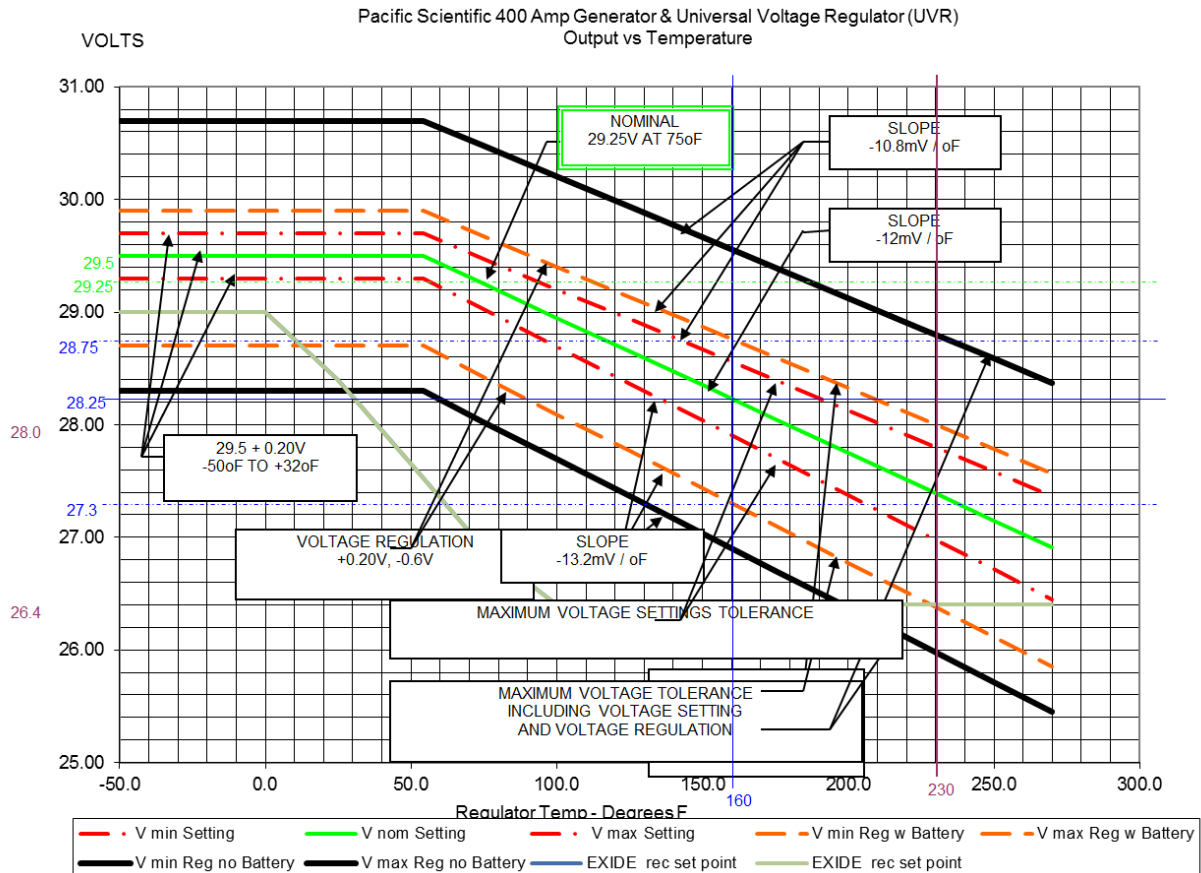 Pacific Scientific 400 Amp Generator & Universal Voltage Regulator (UVR)
Output vs Temperature
VOLTS
31.00
30.00
29.5
29.25
29.00
28.75
28.25
28.0
28.00
27.3
27.00
26.4
26.00
25.00
NOMINAL
29.25V AT 75oF
SLOPE
-10.8mV / oF
SLOPE
-12mV / oF
29.5 + 0.20V
-50oF TO +32oF
VOLTAGE REGULATION
+0.20V, -0.6V
SLOPE
-13.2mV / oF
MAXIMUM VOLTAGE SETTINGS TOLERANCE
MAXIMUM VOLTAGE TOLERANCE
INCLUDING VOLTAGE SETTING
AND VOLTAGE REGULATION
-50.0 0.0 50.0 100.0 150.0 200.0 250.0 300.0
160 230
Regulator Temp - Degrees F
V min Setting V nom Setting V max Setting V min Reg w Battery V max Reg w Battery
V min Reg no Battery V max Reg no Battery EXIDE rec set point EXIDE rec set point